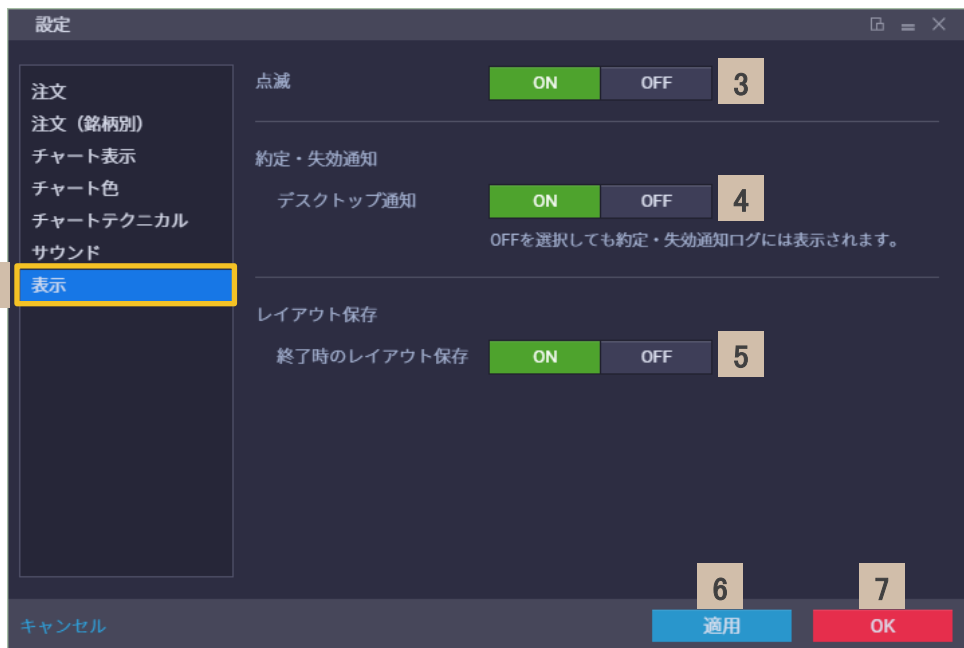 設定
注文
注文（銘柄別）
チャート表示
チャート色
チャートテクニカル
サウンド
表示
点滅 ON OFF 3
約定・失効通知
デスクトップ通知 ON OFF 4
OFFを選択しても約定・失効通知ログには表示されます。
レイアウト保存
終了時のレイアウト保存 ON OFF 5
6 7
キャンセル 適用 OK